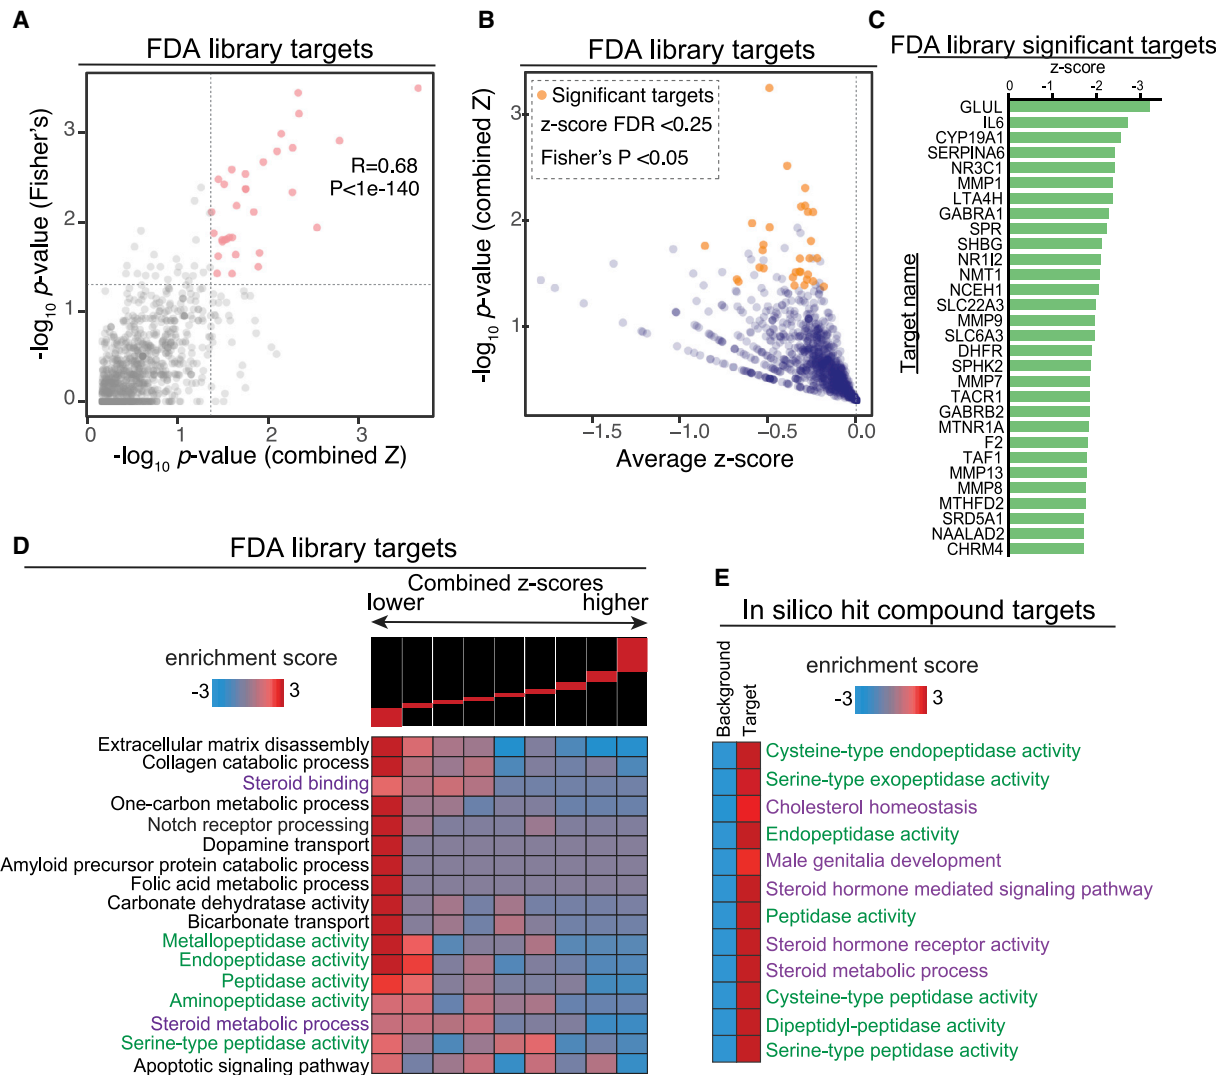 A
FDA library targets
-log10 p-value (Fisher's)
3
2
1
0
R=0.68
P<1e-140
0
1
2
3
-log10 p-value (combined Z)
B
FDA library targets
-log10 p-value (combined Z)
3
2
1
Significant targets
z-score FDR <0.25
Fisher's P <0.05
−1.5
−1.0
−0.5
0.0
Average z-score
C
FDA library significant targets
z-score
0 -1 -2 -3
Target name
GLUL
IL6
CYP19A1
SERPINA6
NR3C1
MMP1
LTA4H
GABRA1
SPR
SHBG
NR1I2
NMT1
NCEH1
SLC22A3
MMP9
SLC6A3
DHFR
SPHK2
MMP7
TACR1
GABRB2
MTNR1A
F2
TAF1
MMP13
MMP8
MTHFD2
SRD5A1
NAALAD2
CHRM4
D
FDA library targets
Combined z-scores
lower higher
enrichment score
-3 3
Extracellular matrix disassembly
Collagen catabolic process
Steroid binding
One-carbon metabolic process
Notch receptor processing
Dopamine transport
Amyloid precursor protein catabolic process
Folic acid metabolic process
Carbonate dehydratase activity
Bicarbonate transport
Metallopeptidase activity
Endopeptidase activity
Peptidase activity
Aminopeptidase activity
Steroid metabolic process
Serine-type peptidase activity
Apoptotic signaling pathway
E
In silico hit compound targets
Background
Target
enrichment score
-3 3
Cysteine-type endopeptidase activity
Serine-type exopeptidase activity
Cholesterol homeostasis
Endopeptidase activity
Male genitalia development
Steroid hormone mediated signaling pathway
Peptidase activity
Steroid hormone receptor activity
Steroid metabolic process
Cysteine-type peptidase activity
Dipeptidyl-peptidase activity
Serine-type peptidase activity